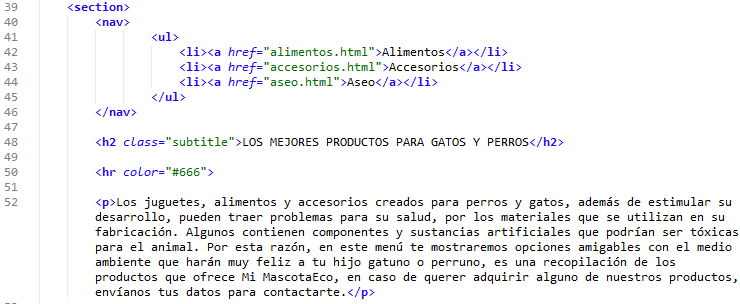 39 <section>
40 <nav>
41 <ul>
42 <li><a href="alimentos.html">Alimentos</a></li>
43 <li><a href="accesorios.html">Accesorios</a></li>
44 <li><a href="aseo.html">Aseo</a></li>
45 </ul>
46 </nav>
47
48 <h2 class="subtitle">LOS MEJORES PRODUCTOS PARA GATOS Y PERROS</h2>
49
50 <hr color="#666">
51
52 <p>Los juguetes, alimentos y accesorios creados para perros y gatos, además de estimular su
desarrollo, pueden traer problemas para su salud, por los materiales que se utilizan en su
fabricación. Algunos contienen componentes y sustancias artificiales que podrían ser tóxicas
para el animal. Por esta razón, en este menú te mostraremos opciones amigables con el medio
ambiente que harán muy feliz a tu hijo gatuno o perruno, es una recopilación de los
productos que ofrece Mi MascotaEco, en caso de querer adquirir alguno de nuestros productos,
envíanos tus datos para contactarte.</p>